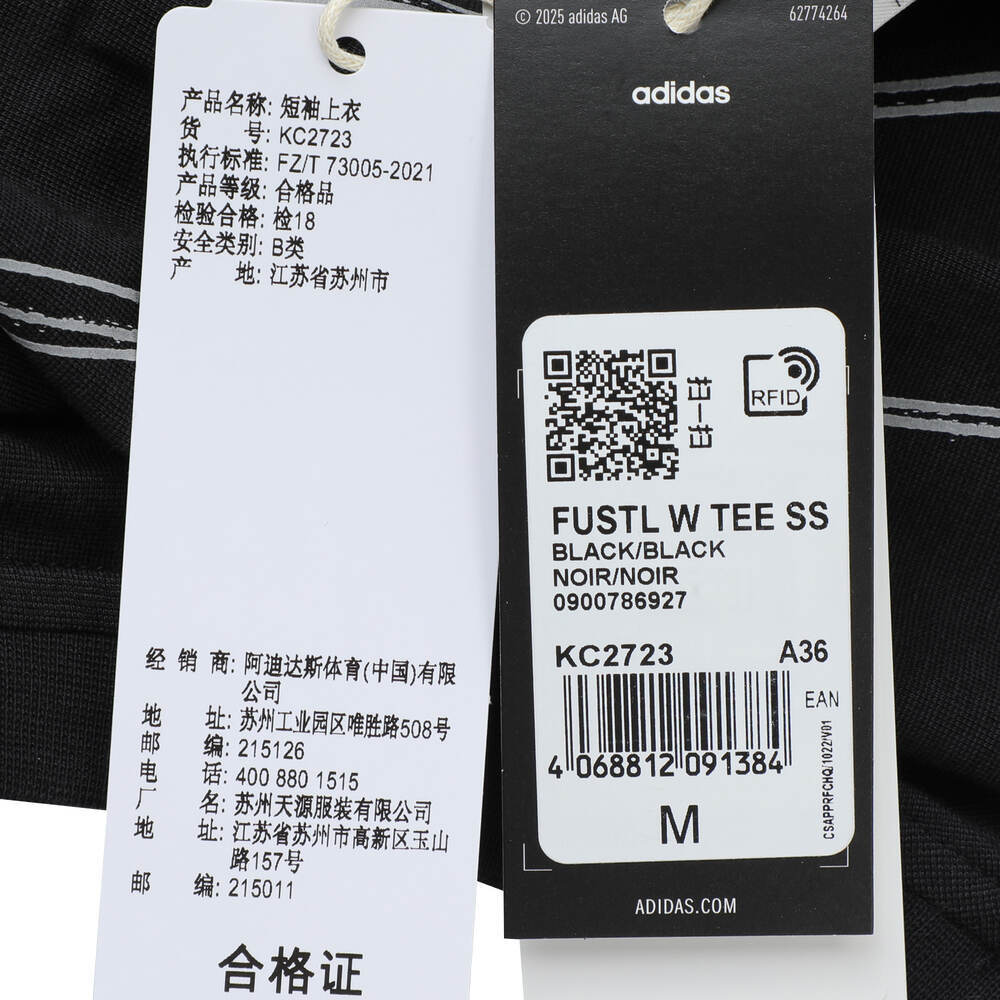 产品名称: 短袖上衣
货 号: KC2723
执行标准: FZ/T 73005-2021
产品等级: 合格品
检验合格: 检18
安全类别: B类
产 地: 江苏省苏州市
经 销 商: 阿迪达斯体育(中国)有限
公司
地 址: 苏州工业园区唯胜路508号
邮 编: 215126
电 话: 400 880 1515
厂 名: 苏州天源服装有限公司
地 址: 江苏省苏州市高新区玉山
路157号
邮 编: 215011
合格证
© 2025 adidas AG
62774264
adidas
扫一扫
RFID
FUSTL W TEE SS
BLACK/BLACK
NOIR/NOIR
0900786927
KC2723 A36
EAN
4 068812 091384
CSAPPRFCHQ/1022/V01
M
ADIDAS.COM